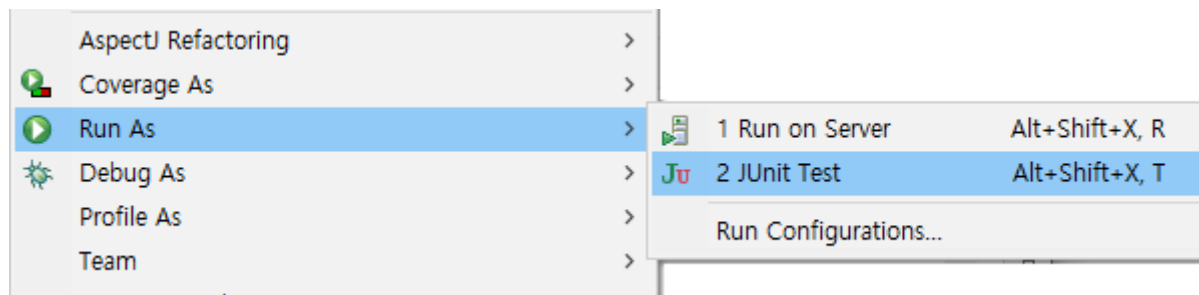 AspectJ Refactoring
Coverage As
Run As
Debug As
Profile As
Team
1 Run on Server Alt+Shift+X, R
JU 2 JUnit Test Alt+Shift+X, T
Run Configurations...